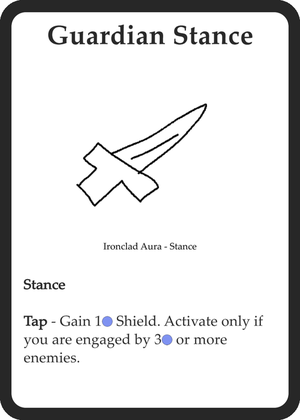 Guardian Stance
Ironclad Aura - Stance
Stance
Tap - Gain 1 Shield. Activate only if
you are engaged by 3 or more
enemies.